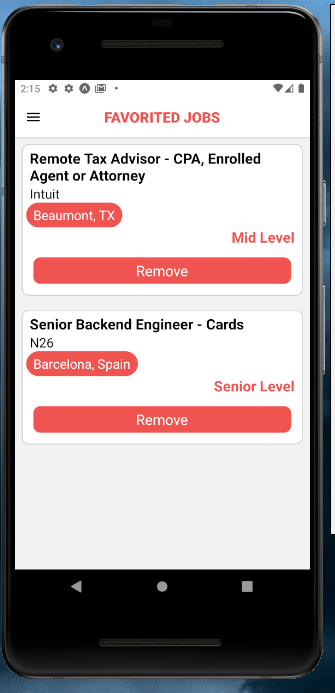 2:15
FAVORITED JOBS
Remote Tax Advisor - CPA, Enrolled
Agent or Attorney
Intuit
Beaumont, TX
Mid Level
Remove
Senior Backend Engineer - Cards
N26
Barcelona, Spain
Senior Level
Remove